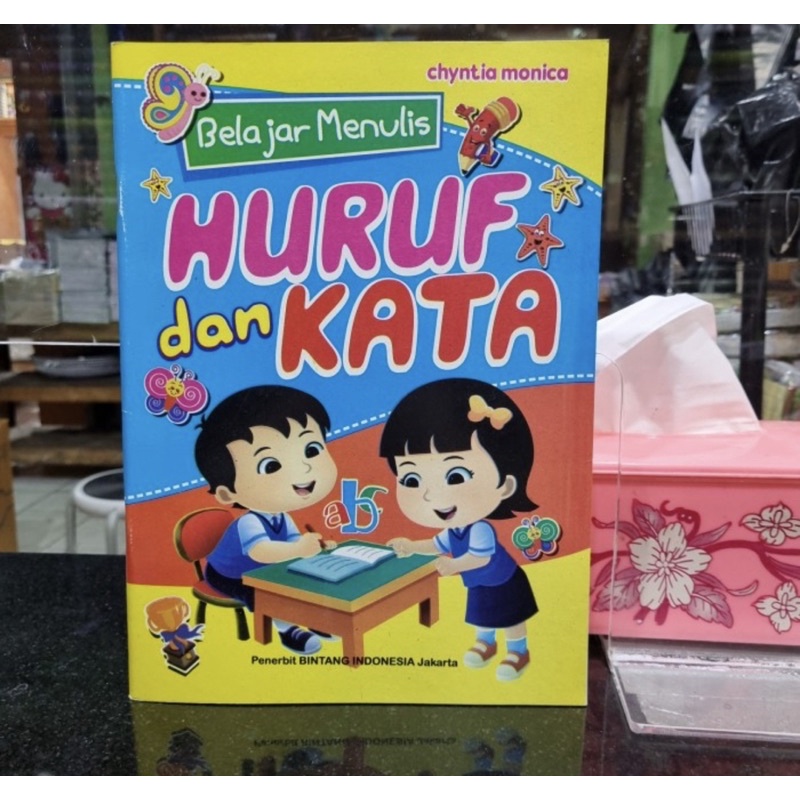 chyntia monica
Belajar Menulis
HURUF
dan KATA
abc
Penerbit BINTANG INDONESIA Jakarta